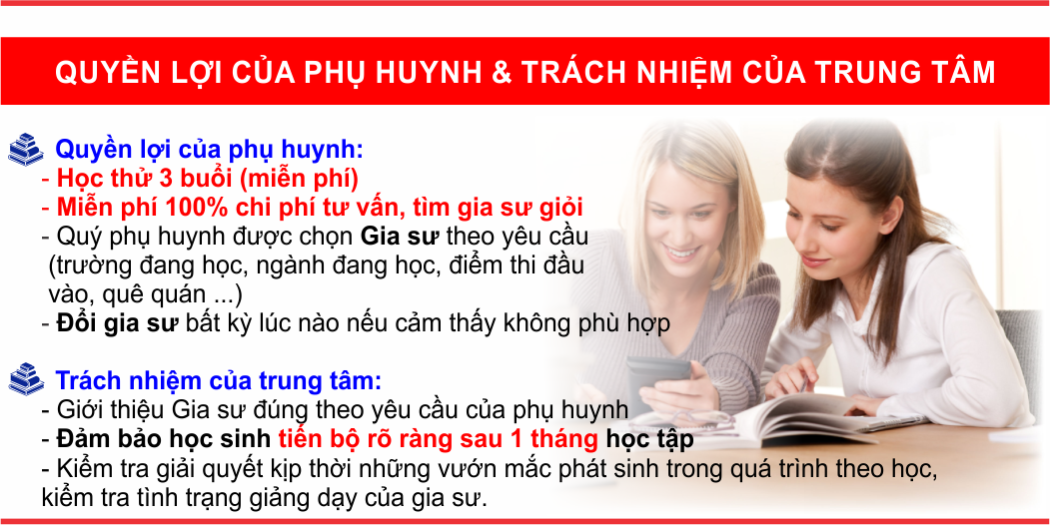 QUYỀN LỢI CỦA PHỤ HUYNH & TRÁCH NHIỆM CỦA TRUNG TÂM
Quyền lợi của phụ huynh:
- Học thử 3 buổi (miễn phí)
- Miễn phí 100% chi phí tư vấn, tìm gia sư giỏi
- Quý phụ huynh được chọn Gia sư theo yêu cầu
(trường đang học, ngành đang học, điểm thi đầu
vào, quê quán ...)
- Đổi gia sư bất kỳ lúc nào nếu cảm thấy không phù hợp
Trách nhiệm của trung tâm:
- Giới thiệu Gia sư đúng theo yêu cầu của phụ huynh
- Đảm bảo học sinh tiến bộ rõ ràng sau 1 tháng học tập
- Kiểm tra giải quyết kịp thời những vướn mắc phát sinh trong quá trình theo học,
kiểm tra tình trạng giảng dạy của gia sư.